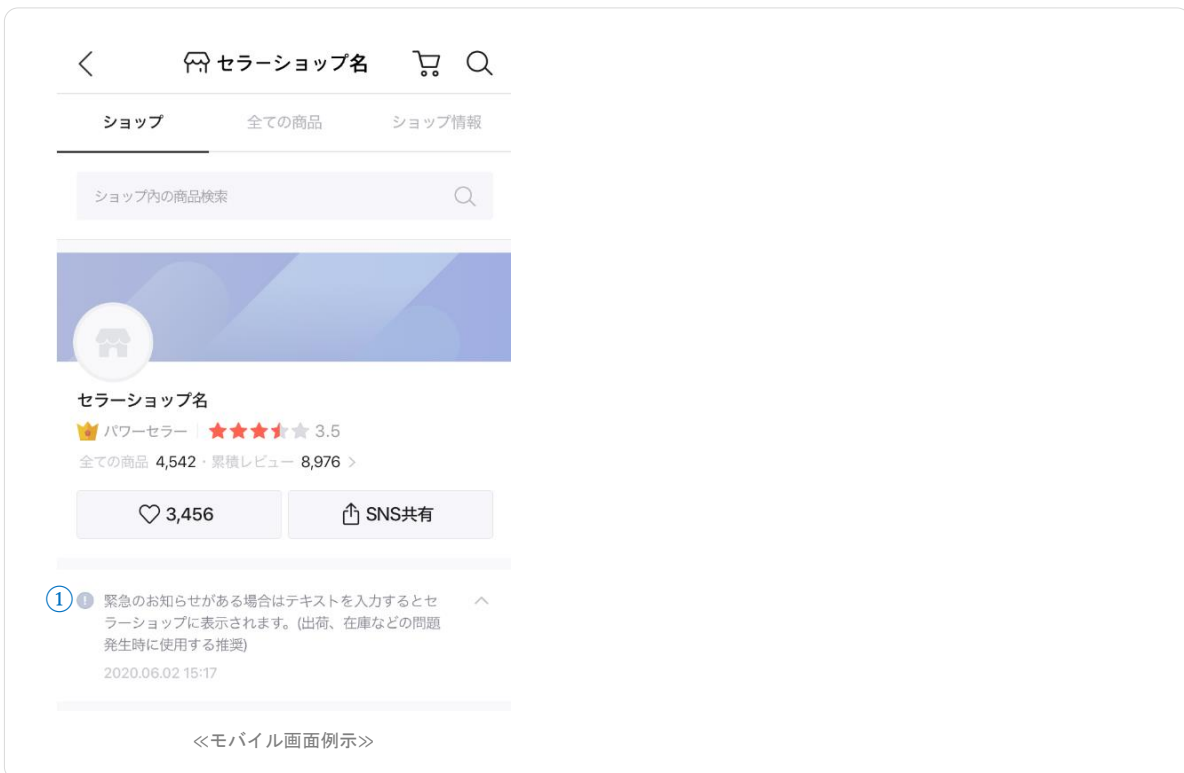 セラーショップ名
ショップ 全ての商品 ショップ情報
ショップ內の商品検索
セラーショップ名
パワーセラー 3.5
全ての商品 4,542 · 累積レビュー 8,976 >
3,456 SNS共有
① 緊急のお知らせがある場合はテキストを入力するとセ
ラーショップに表示されます。(出荷、在庫などの問題
発生時に使用する推奨)
2020.06.02 15:17
≪モバイル画面例示≫